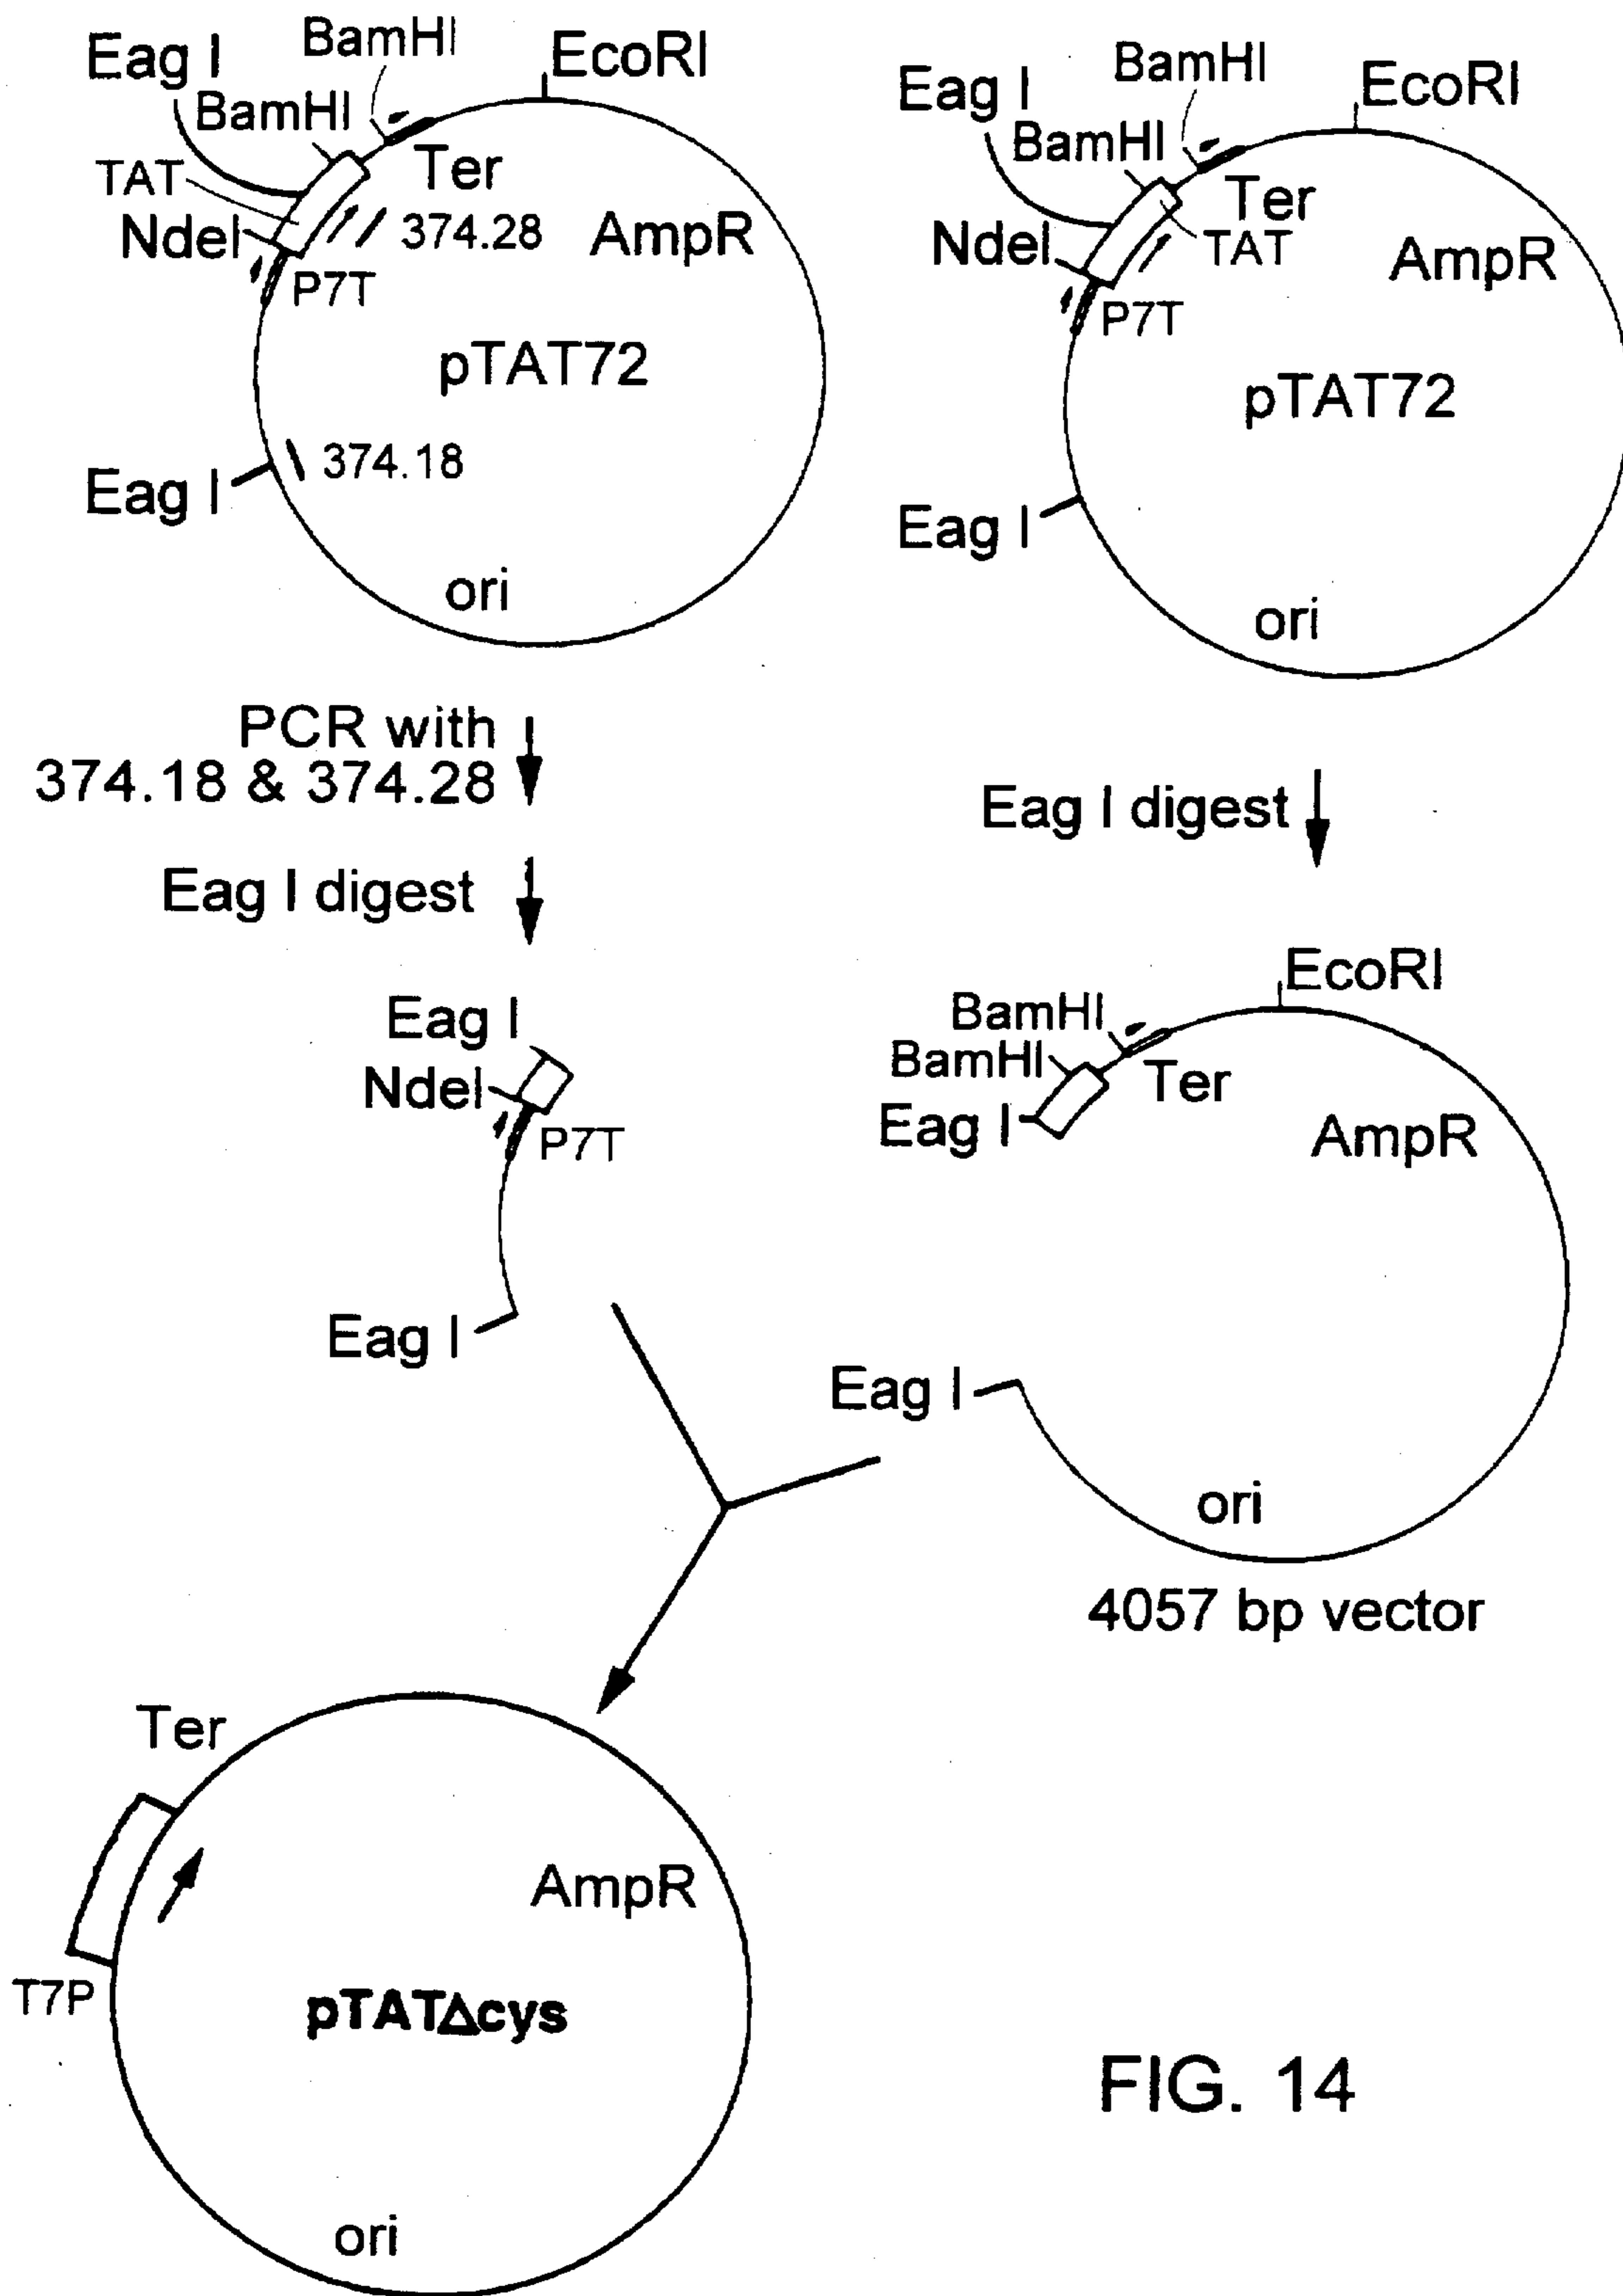 BamHI
Eag I
EcoRI
BamHI
TAT
Ter
NdeI
374.28
AmpR
P7T
pTAT72
374.18
Eag I
ori
BamHI
Eag I
EcoRI
BamHI
Ter
NdeI
TAT
AmpR
P7T
pTAT72
Eag I
ori
PCR with
374.18 & 374.28
Eag I digest
Eag I digest
Eag I
NdeI
P7T
Eag I
EcoRI
BamHI
BamHI
Ter
Eag I
AmpR
Eag I
ori
4057 bp vector
Ter
AmpR
T7P
pTATΔcys
ori
FIG. 14